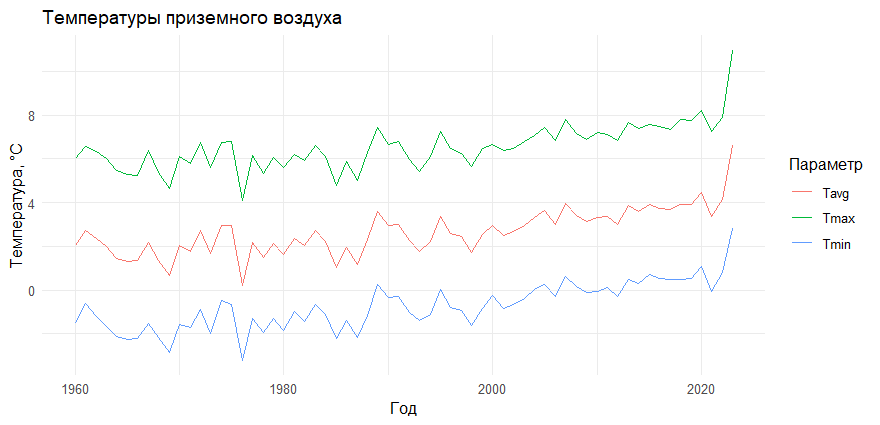 Температуры приземного воздуха
Температура, °C
8
4
0
1960
1980
2000
2020
Год
Параметр
Tavg
Tmax
Tmin